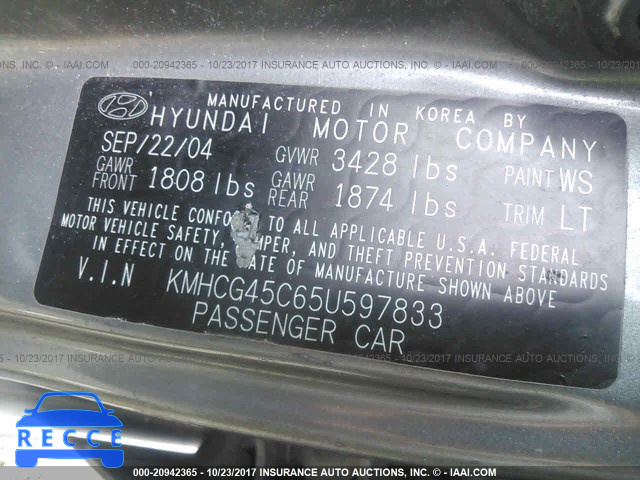 000-20942365 - 10/23/2017 INSURANCE AUTO AUCTIONS, INC. © - IAAI.COM
MANUFACTURED IN KOREA BY
HYUNDAI MOTOR COMPANY
SEP/22/04 GVWR 3428 lbs PAINT WS
GAWR FRONT 1808 lbs GAWR REAR 1874 lbs TRIM LT
THIS VEHICLE TO ALL APPLICABLE U.S.A. FEDERAL
MOTOR VEHICLE SAFETY, AND THEFT PREVENTION STANDARDS
IN EFFECT ON THE DATE OF MANUFACTURE SHOWN ABOVE
V.I.N KMHCG45C65U597833
PASSENGER CAR
RECCE
000-20942365 - 10/23/2017 INSURANCE AUTO AUCTIONS, INC. © - IAAI.COM